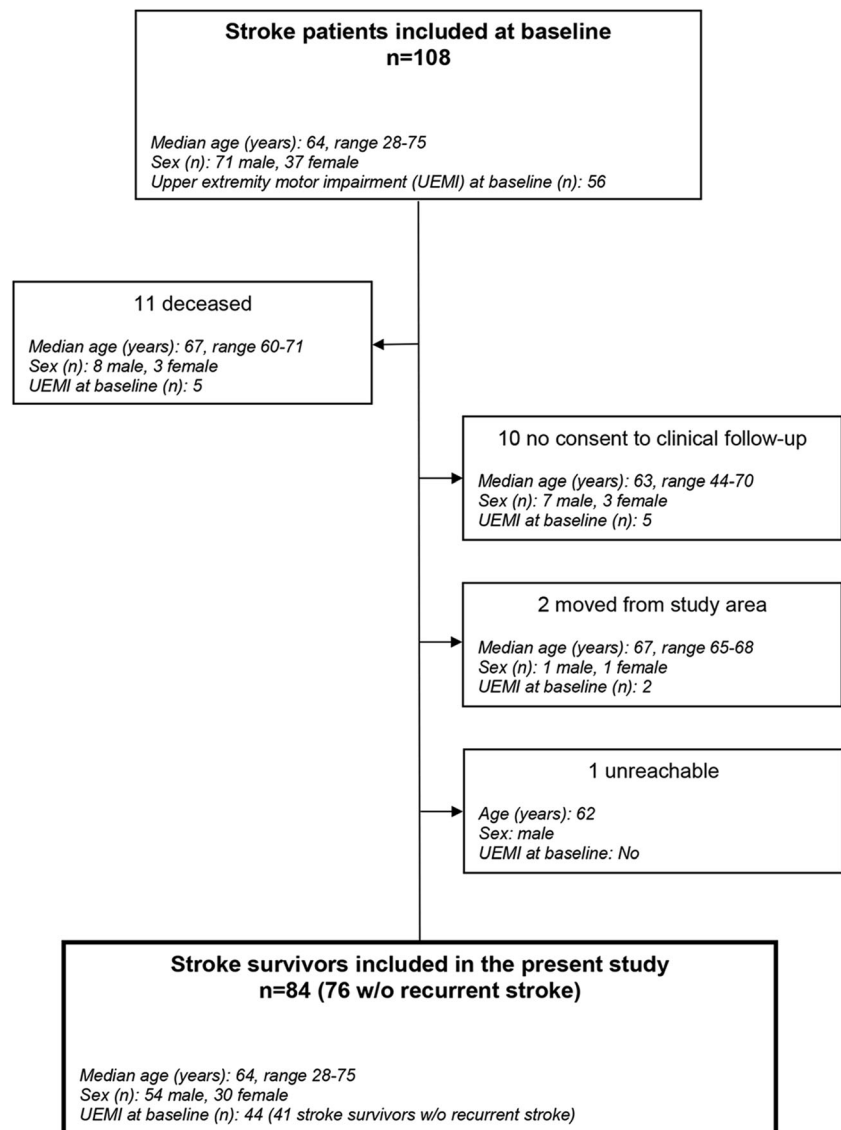 Stroke patients included at baseline
n=108
Median age (years): 64, range 28-75
Sex (n): 71 male, 37 female
Upper extremity motor impairment (UEMI) at baseline (n): 56
11 deceased
Median age (years): 67, range 60-71
Sex (n): 8 male, 3 female
UEMI at baseline (n): 5
10 no consent to clinical follow-up
Median age (years): 63, range 44-70
Sex (n): 7 male, 3 female
UEMI at baseline (n): 5
2 moved from study area
Median age (years): 67, range 65-68
Sex (n): 1 male, 1 female
UEMI at baseline (n): 2
1 unreachable
Age (years): 62
Sex: male
UEMI at baseline: No
Stroke survivors included in the present study
n=84 (76 w/o recurrent stroke)
Median age (years): 64, range 28-75
Sex (n): 54 male, 30 female
UEMI at baseline (n): 44 (41 stroke survivors w/o recurrent stroke)